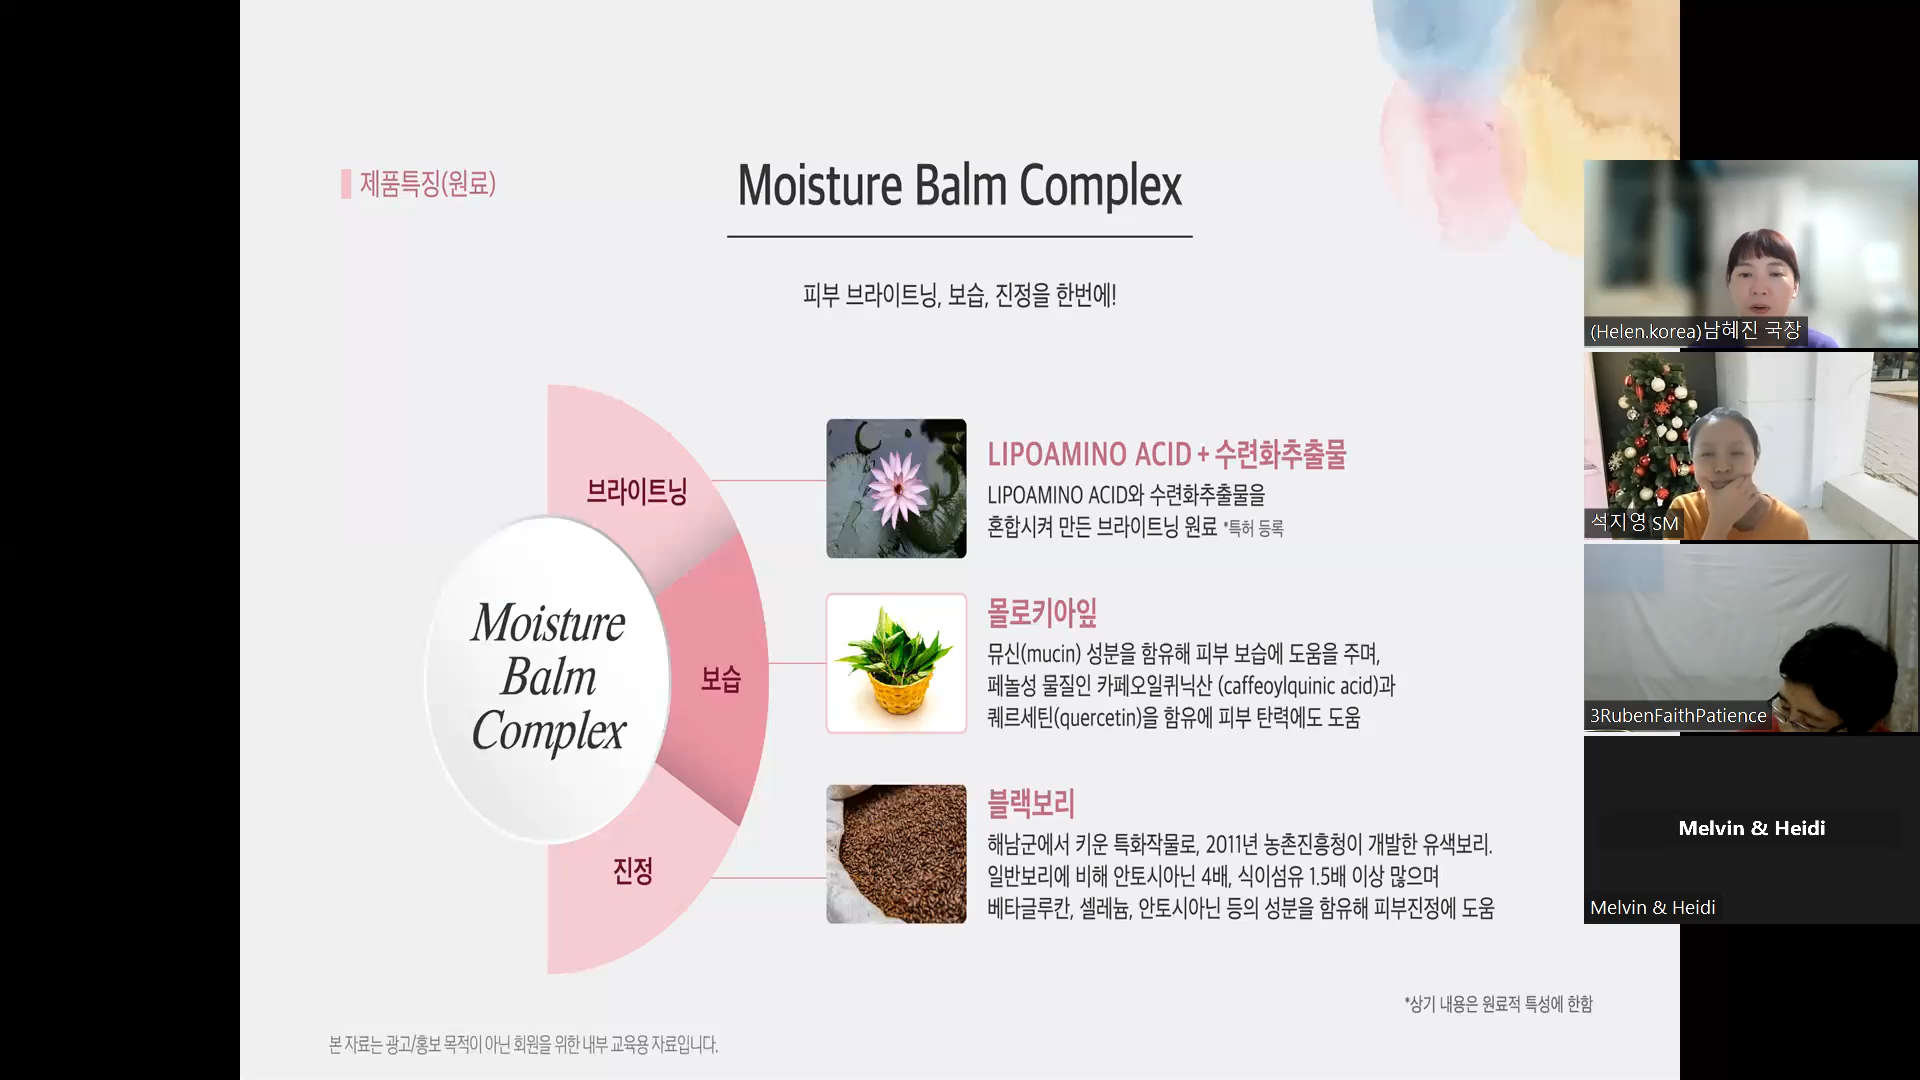 제품특징(원료)
Moisture Balm Complex
피부 브라이트닝, 보습, 진정을 한번에!
Moisture
Balm
Complex
브라이트닝
LIPOAMINO ACID + 수련화추출물
LIPOAMINO ACID와 수련화추출물을
혼합시켜 만든 브라이트닝 원료 *특허 등록
보습
몰로키아잎
뮤신(mucin) 성분을 함유해 피부 보습에 도움을 주며,
페놀성 물질인 카페오일퀴닉산 (caffeoylquinic acid)과
퀘르세틴(quercetin)을 함유에 피부 탄력에도 도움
진정
블랙보리
해남군에서 키운 특화작물로, 2011년 농촌진흥청이 개발한 유색보리.
일반보리에 비해 안토시아닌 4배, 식이섬유 1.5배 이상 많으며
베타글루칸, 셀레늄, 안토시아닌 등의 성분을 함유해 피부진정에 도움
*상기 내용은 원료적 특성에 한함
본 자료는 광고/홍보 목적이 아닌 회원을 위한 내부 교육용 자료입니다.
(Helen.korea)남혜진 국장
석지영 SM
3RubenFaithPatience
Melvin & Heidi
Melvin & Heidi